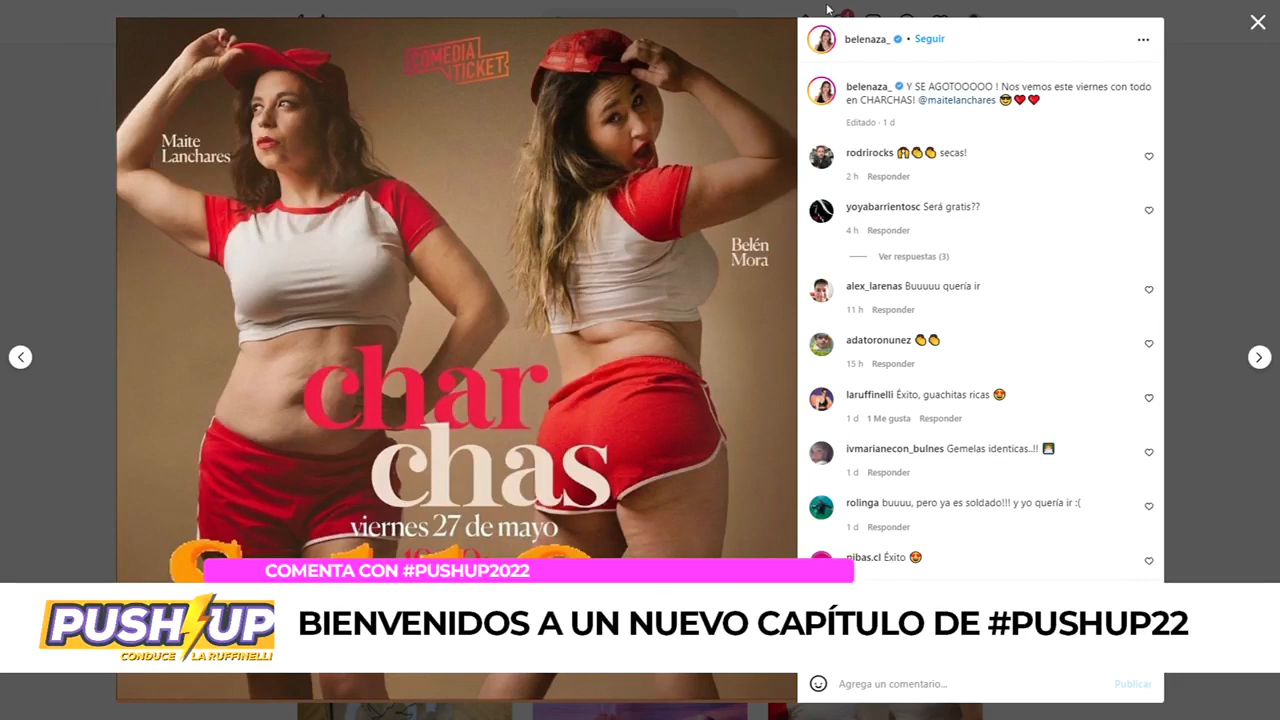 COMEDIA
TICKET
Maite
Lanchares
Belén
Mora
char
chas
viernes 27 de mayo
belenaza_ • Seguir
belenaza_ Y SE AGOTOOOOO ! Nos vemos este viernes con todo
en CHARCHAS! @maitelanchares 😎❤️❤️
Editado · 1 d
rodrirocks 🙌👏👏 secas!
2 h Responder
yoyabarrientosc Será gratis??
4 h Responder
Ver respuestas (3)
alex_larenas Buuuuu quería ir
11 h Responder
adatoronunez 👏👏
15 h Responder
laruffinelli Éxito, guachitas ricas 😍
1 d 1 Me gusta Responder
ivmarianecon_bulnes Gemelas identicas..!!
1 d Responder
rolinga buuuu, pero ya es soldado!!! y yo quería ir :(
1 d Responder
pibas.cl Éxito 😍
COMENTA CON #PUSHUP2022
PUSH UP
CONDUCE LA RUFFINELLI
BIENVENIDOS A UN NUEVO CAPÍTULO DE #PUSHUP22
Agrega un comentario...
Publicar